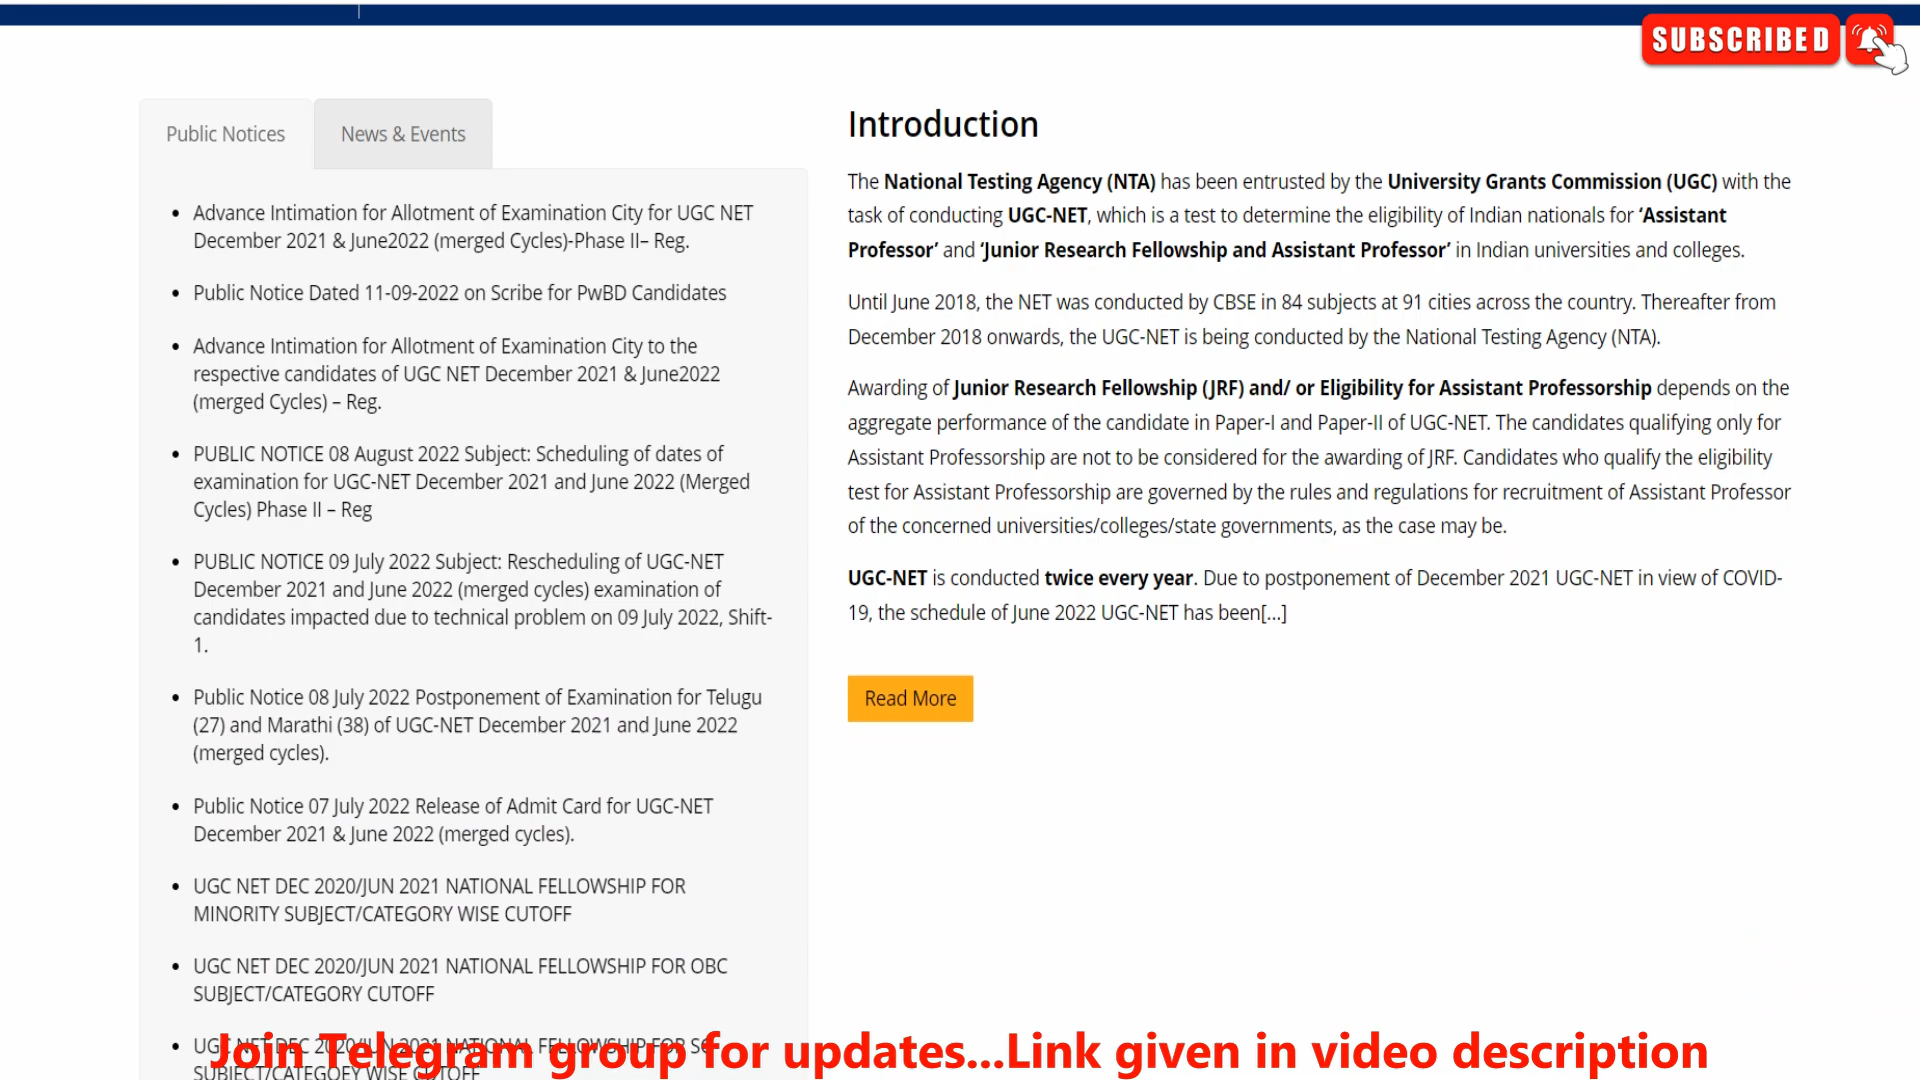 SUBSCRIBED
Public Notices
News & Events
• Advance Intimation for Allotment of Examination City for UGC NET
December 2021 & June2022 (merged Cycles)-Phase II– Reg.
• Public Notice Dated 11-09-2022 on Scribe for PwBD Candidates
• Advance Intimation for Allotment of Examination City to the
respective candidates of UGC NET December 2021 & June2022
(merged Cycles) – Reg.
• PUBLIC NOTICE 08 August 2022 Subject: Scheduling of dates of
examination for UGC-NET December 2021 and June 2022 (Merged
Cycles) Phase II – Reg
• PUBLIC NOTICE 09 July 2022 Subject: Rescheduling of UGC-NET
December 2021 and June 2022 (merged cycles) examination of
candidates impacted due to technical problem on 09 July 2022, Shift-
1.
• Public Notice 08 July 2022 Postponement of Examination for Telugu
(27) and Marathi (38) of UGC-NET December 2021 and June 2022
(merged cycles).
• Public Notice 07 July 2022 Release of Admit Card for UGC-NET
December 2021 & June 2022 (merged cycles).
• UGC NET DEC 2020/JUN 2021 NATIONAL FELLOWSHIP FOR
MINORITY SUBJECT/CATEGORY WISE CUTOFF
• UGC NET DEC 2020/JUN 2021 NATIONAL FELLOWSHIP FOR OBC
SUBJECT/CATEGORY CUTOFF
• UGC NET DEC 2020/JUN 2021 NATIONAL FELLOWSHIP FOR SC
SUBJECT/CATEGOEY WISE CUTOFF
Introduction
The National Testing Agency (NTA) has been entrusted by the University Grants Commission (UGC) with the
task of conducting UGC-NET, which is a test to determine the eligibility of Indian nationals for ‘Assistant
Professor’ and ‘Junior Research Fellowship and Assistant Professor’ in Indian universities and colleges.
Until June 2018, the NET was conducted by CBSE in 84 subjects at 91 cities across the country. Thereafter from
December 2018 onwards, the UGC-NET is being conducted by the National Testing Agency (NTA).
Awarding of Junior Research Fellowship (JRF) and/ or Eligibility for Assistant Professorship depends on the
aggregate performance of the candidate in Paper-I and Paper-II of UGC-NET. The candidates qualifying only for
Assistant Professorship are not to be considered for the awarding of JRF. Candidates who qualify the eligibility
test for Assistant Professorship are governed by the rules and regulations for recruitment of Assistant Professor
of the concerned universities/colleges/state governments, as the case may be.
UGC-NET is conducted twice every year. Due to postponement of December 2021 UGC-NET in view of COVID-
19, the schedule of June 2022 UGC-NET has been[...]
Read More
Join Telegram group for updates...Link given in video description